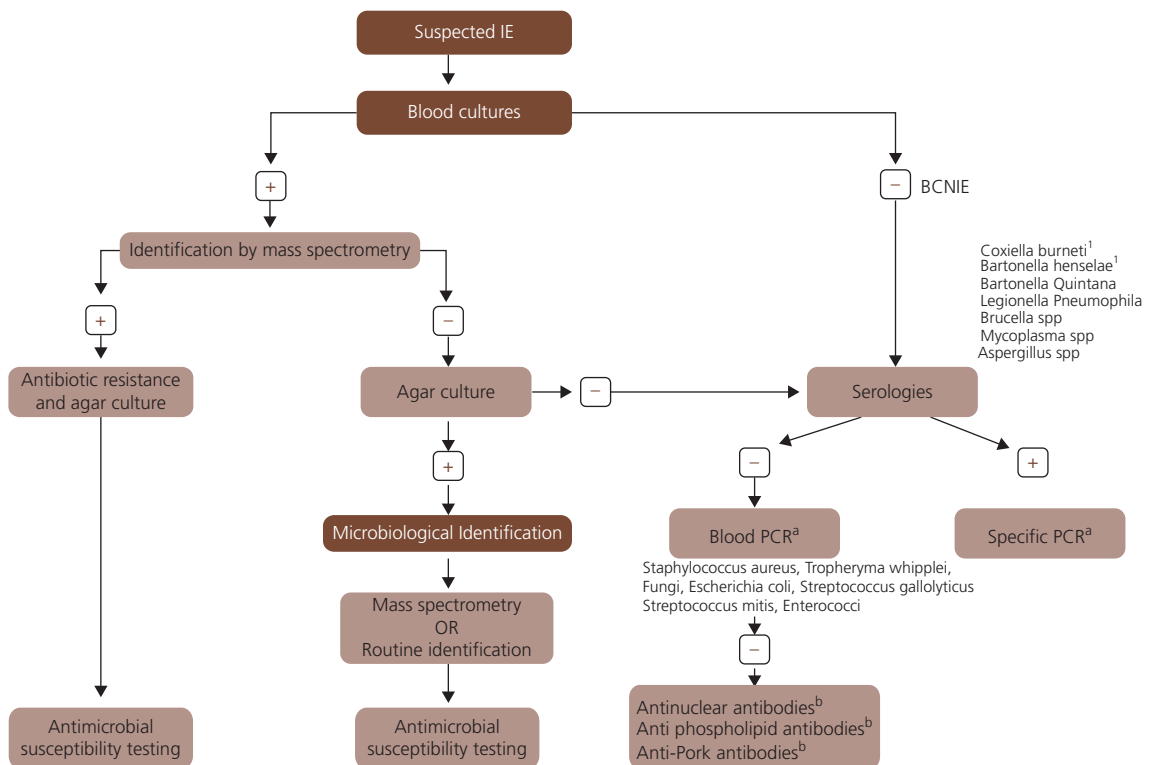 Suspected IE
Blood cultures
+
− BCNIE
Identification by mass spectrometry
Coxiella burneti¹
Bartonella henselae¹
Bartonella Quintana
Legionella Pneumophila
Brucella spp
Mycoplasma spp
Aspergillus spp
+
−
Antibiotic resistance
and agar culture
Agar culture
−
Serologies
+
−
+
Microbiological Identification
Blood PCRᵃ
Specific PCRᵃ
Staphylococcus aureus, Tropheryma whipplei,
Fungi, Escherichia coli, Streptococcus gallolyticus
Streptococcus mitis, Enterococci
Mass spectrometry
OR
Routine identification
−
Antimicrobial
susceptibility testing
Antimicrobial
susceptibility testing
Antinuclear antibodiesᵇ
Anti phospholipid antibodiesᵇ
Anti-Pork antibodiesᵇ